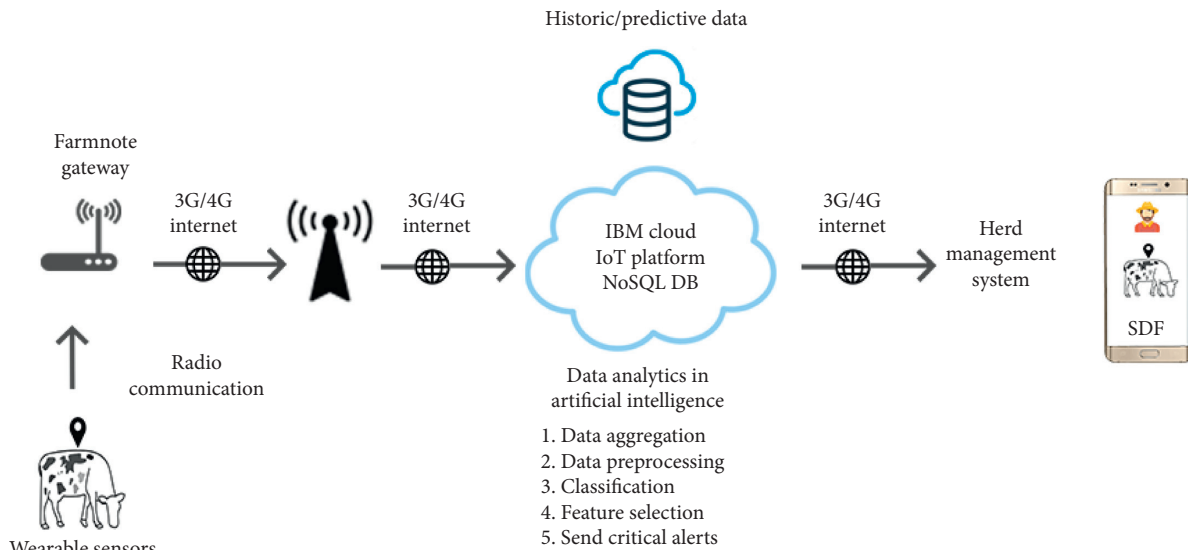 Historic/predictive data
Farmnote
gateway
3G/4G
internet
3G/4G
internet
IBM cloud
IoT platform
NoSQL DB
3G/4G
internet
Herd
management
system
SDF
Radio
communication
Data analytics in
artificial intelligence
1. Data aggregation
2. Data preprocessing
3. Classification
4. Feature selection
5. Send critical alerts
Wearable sensors